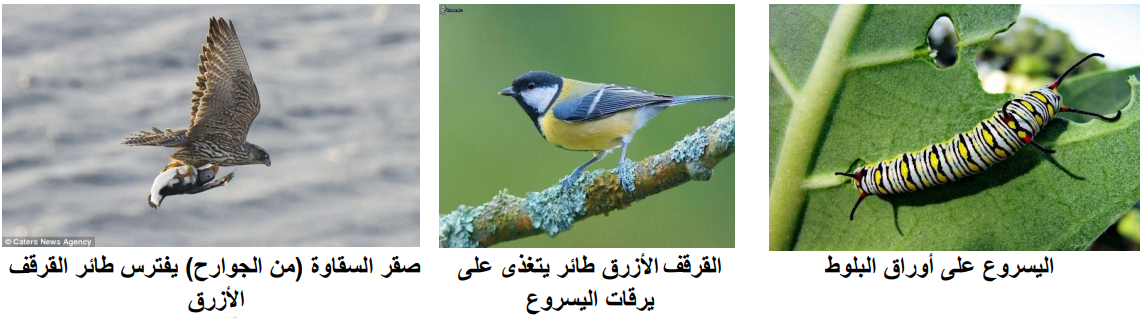 اليسروع على أوراق البلوط
القرقف الأزرق طائر يتغذى على
يرقات اليسروع
صقر السقاوة (من الجوارح) يفترس طائر القرقف
الأزرق
© Caters News Agency